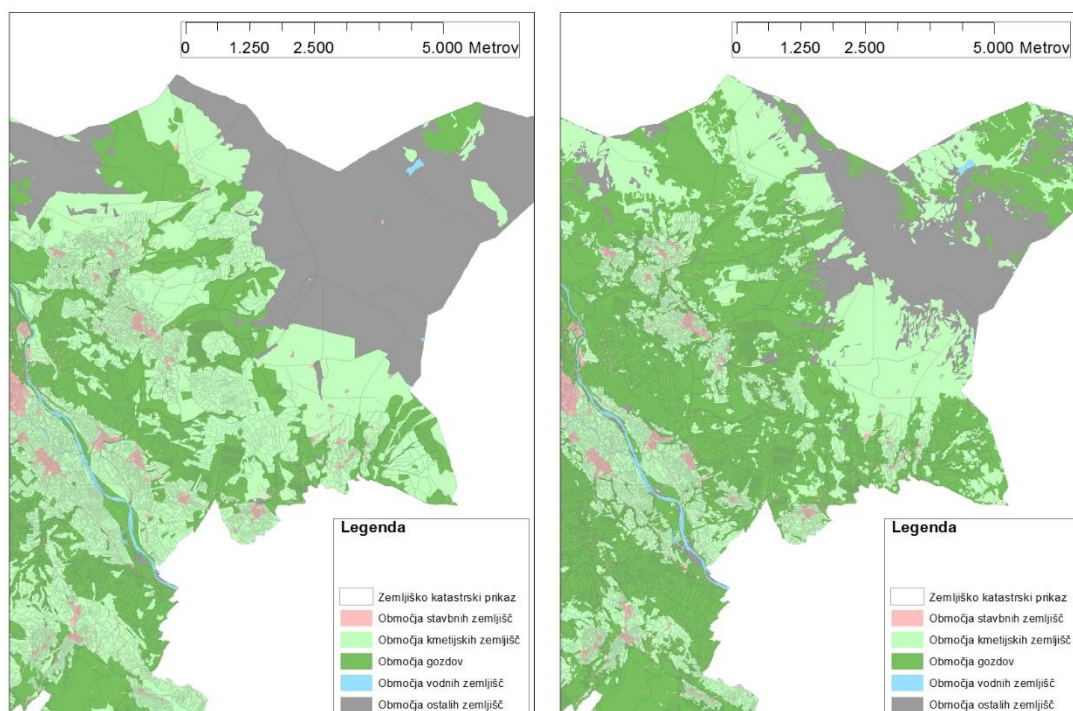 0 1.250 2.500 5.000 Metrov
Legenda
Zemljiško katastrski prikaz
Območja stavbnih zemljišč
Območja kmetijskih zemljišč
Območja gozdov
Območja vodnih zemljišč
Območja ostalih zemljišč
0 1.250 2.500 5.000 Metrov
Legenda
Zemljiško katastrski prikaz
Območja stavbnih zemljišč
Območja kmetijskih zemljišč
Območja gozdov
Območja vodnih zemljišč
Območja ostalih zemljišč